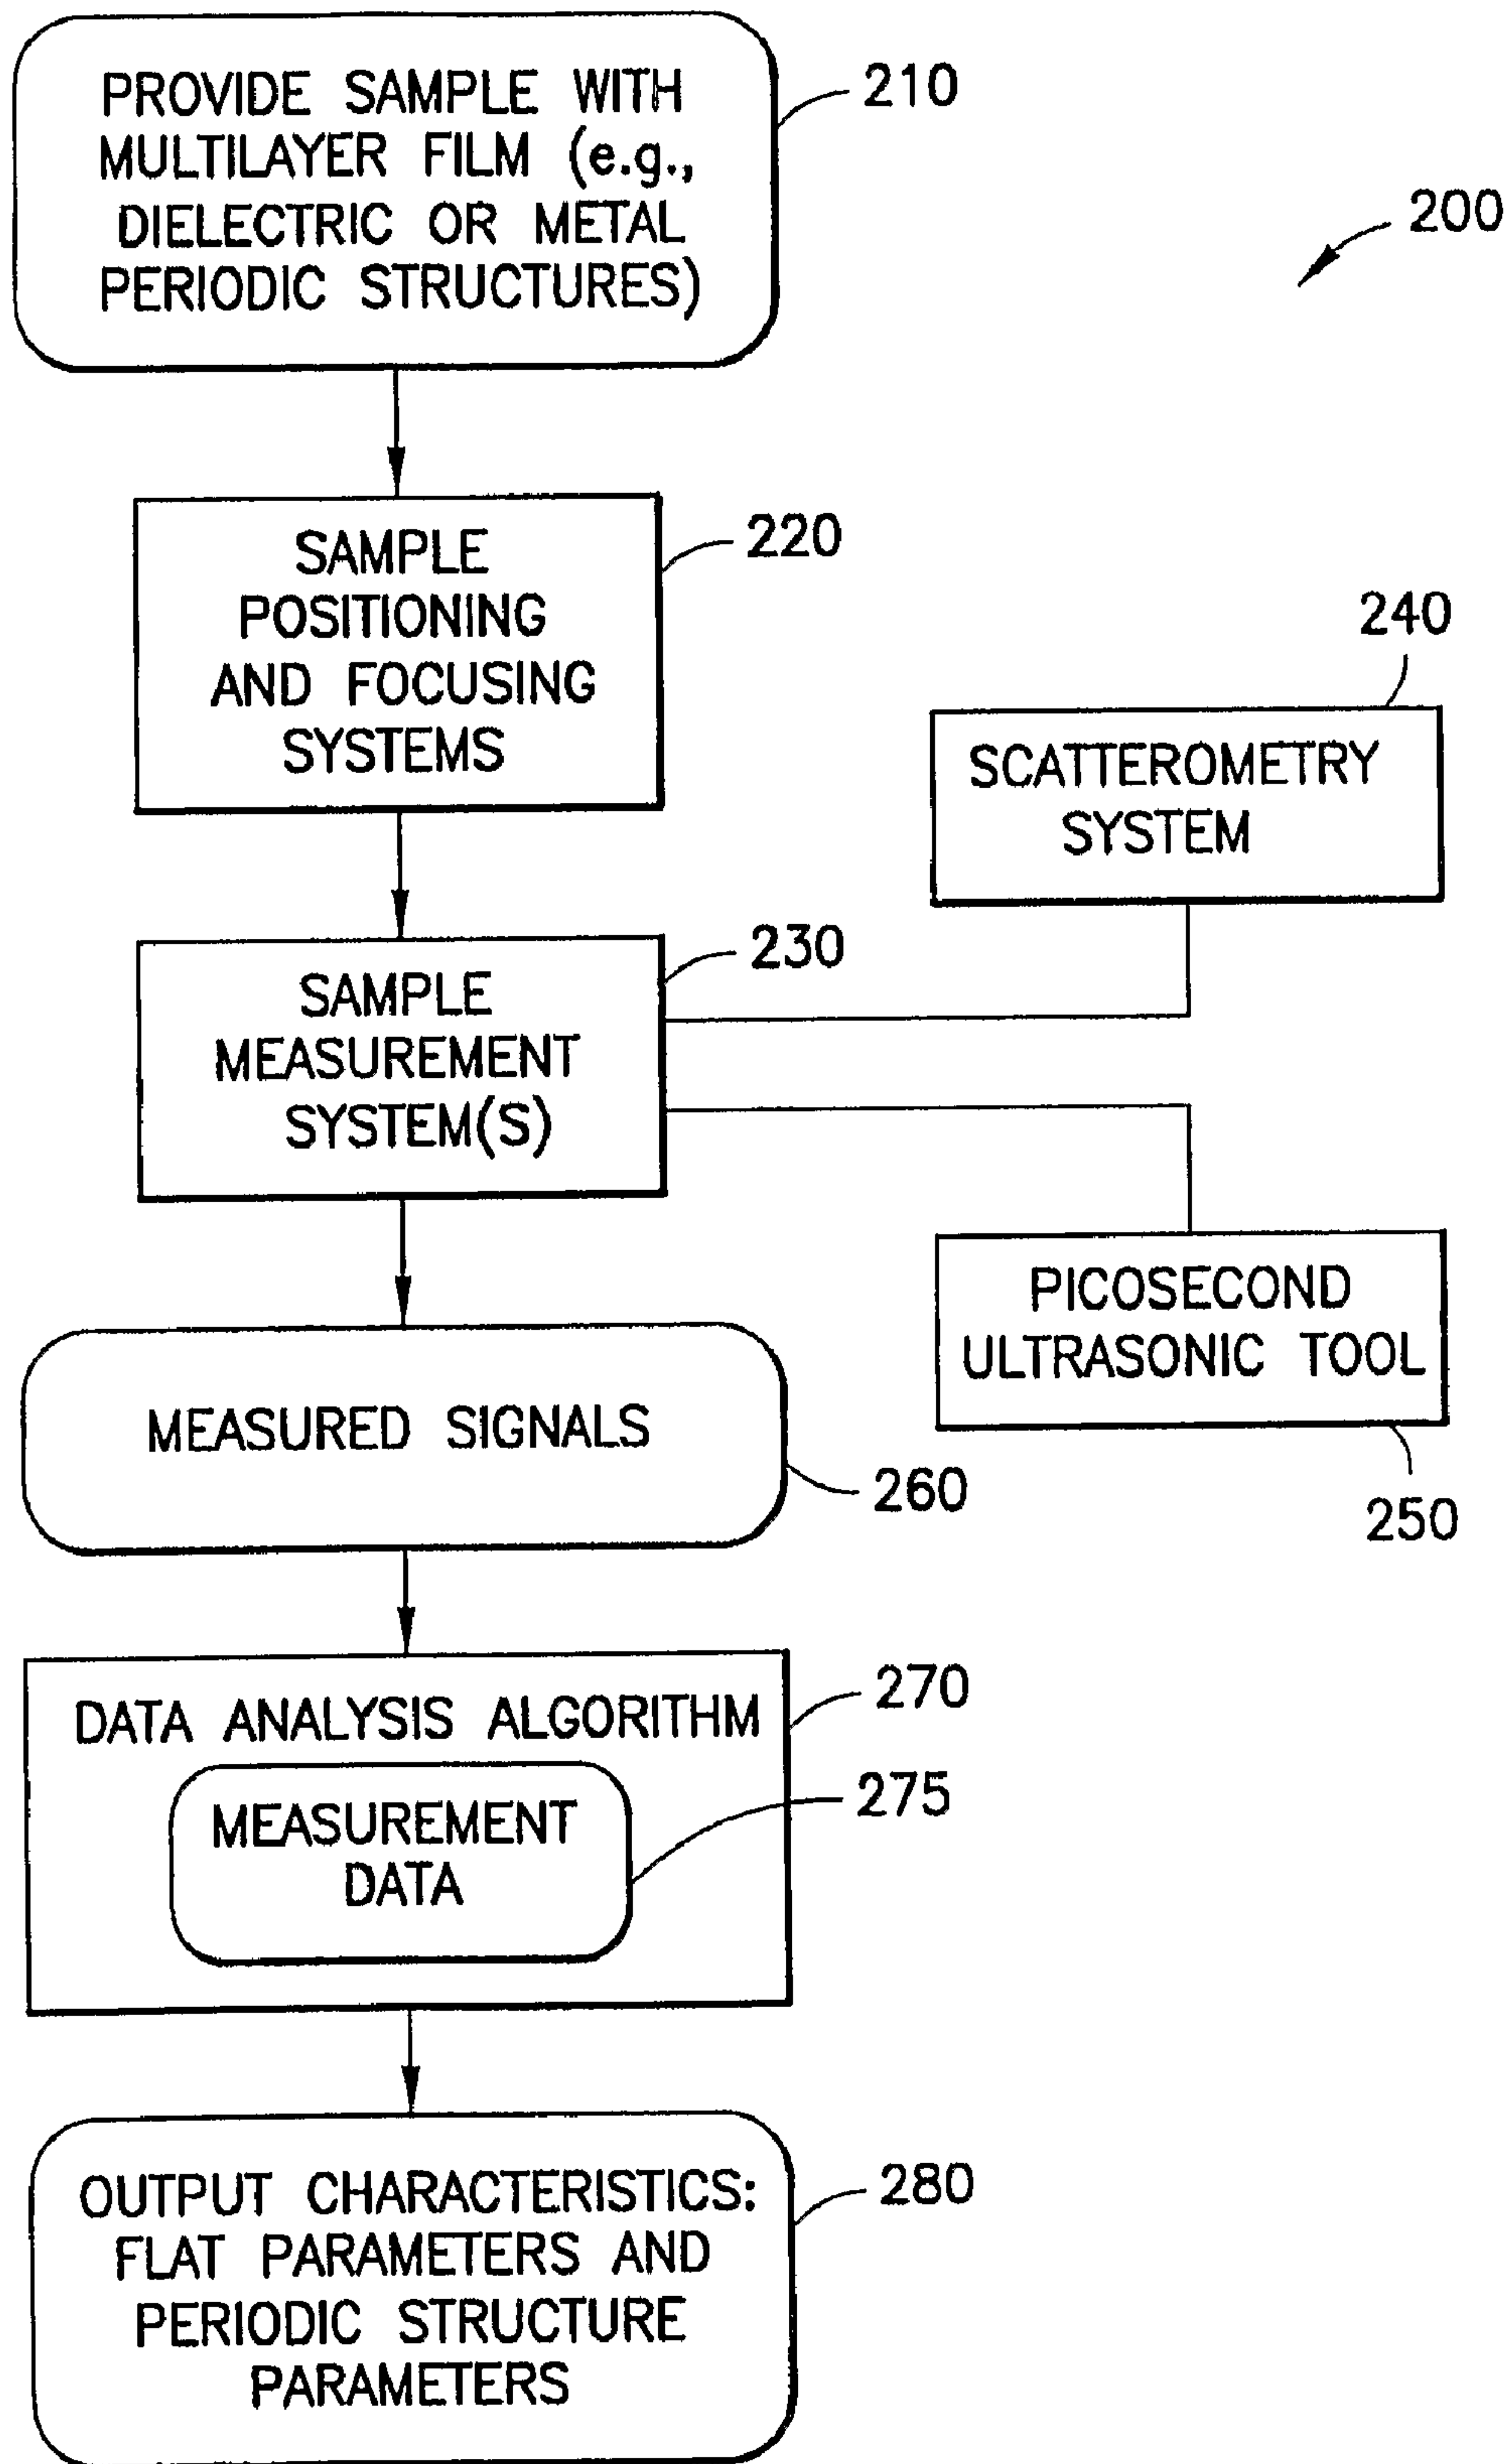 PROVIDE SAMPLE WITH
MULTILAYER FILM (e.g.,
DIELECTRIC OR METAL
PERIODIC STRUCTURES)
210
200
SAMPLE
POSITIONING
AND FOCUSING
SYSTEMS
220
240
SCATTEROMETRY
SYSTEM
SAMPLE
MEASUREMENT
SYSTEM(S)
230
PICOSECOND
ULTRASONIC TOOL
250
MEASURED SIGNALS
260
DATA ANALYSIS ALGORITHM
270
MEASUREMENT
DATA
275
OUTPUT CHARACTERISTICS:
FLAT PARAMETERS AND
PERIODIC STRUCTURE
PARAMETERS
280